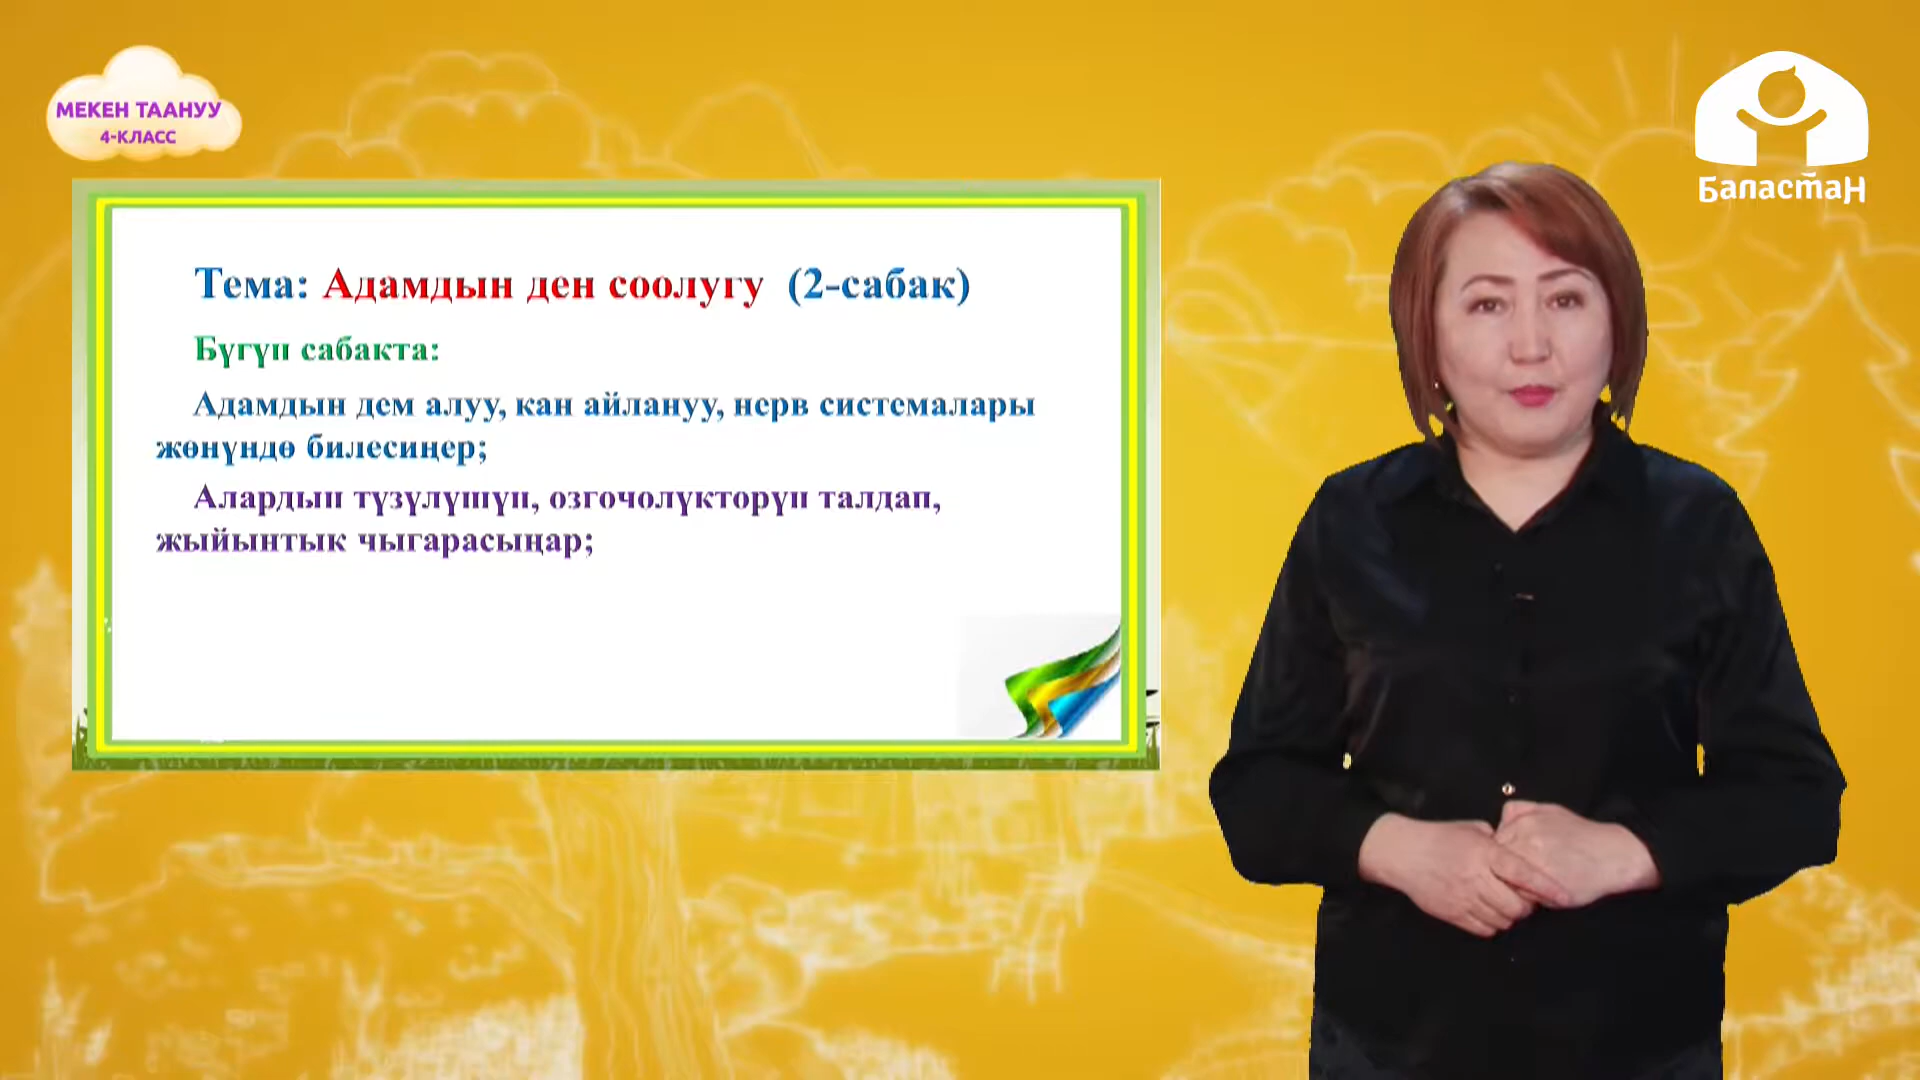 МЕКЕН ТААНУУ
4-КЛАСС
Баластан
Тема: Адамдын ден соолугу (2-сабак)
Бүгүн сабакта:
Адамдын дем алуу, кан айлануу, нерв системалары
жөнүндө билесиңер;
Алардын түзүлүшүн, өзгөчөлүктөрүн талдап,
жыйынтык чыгарасыңар;